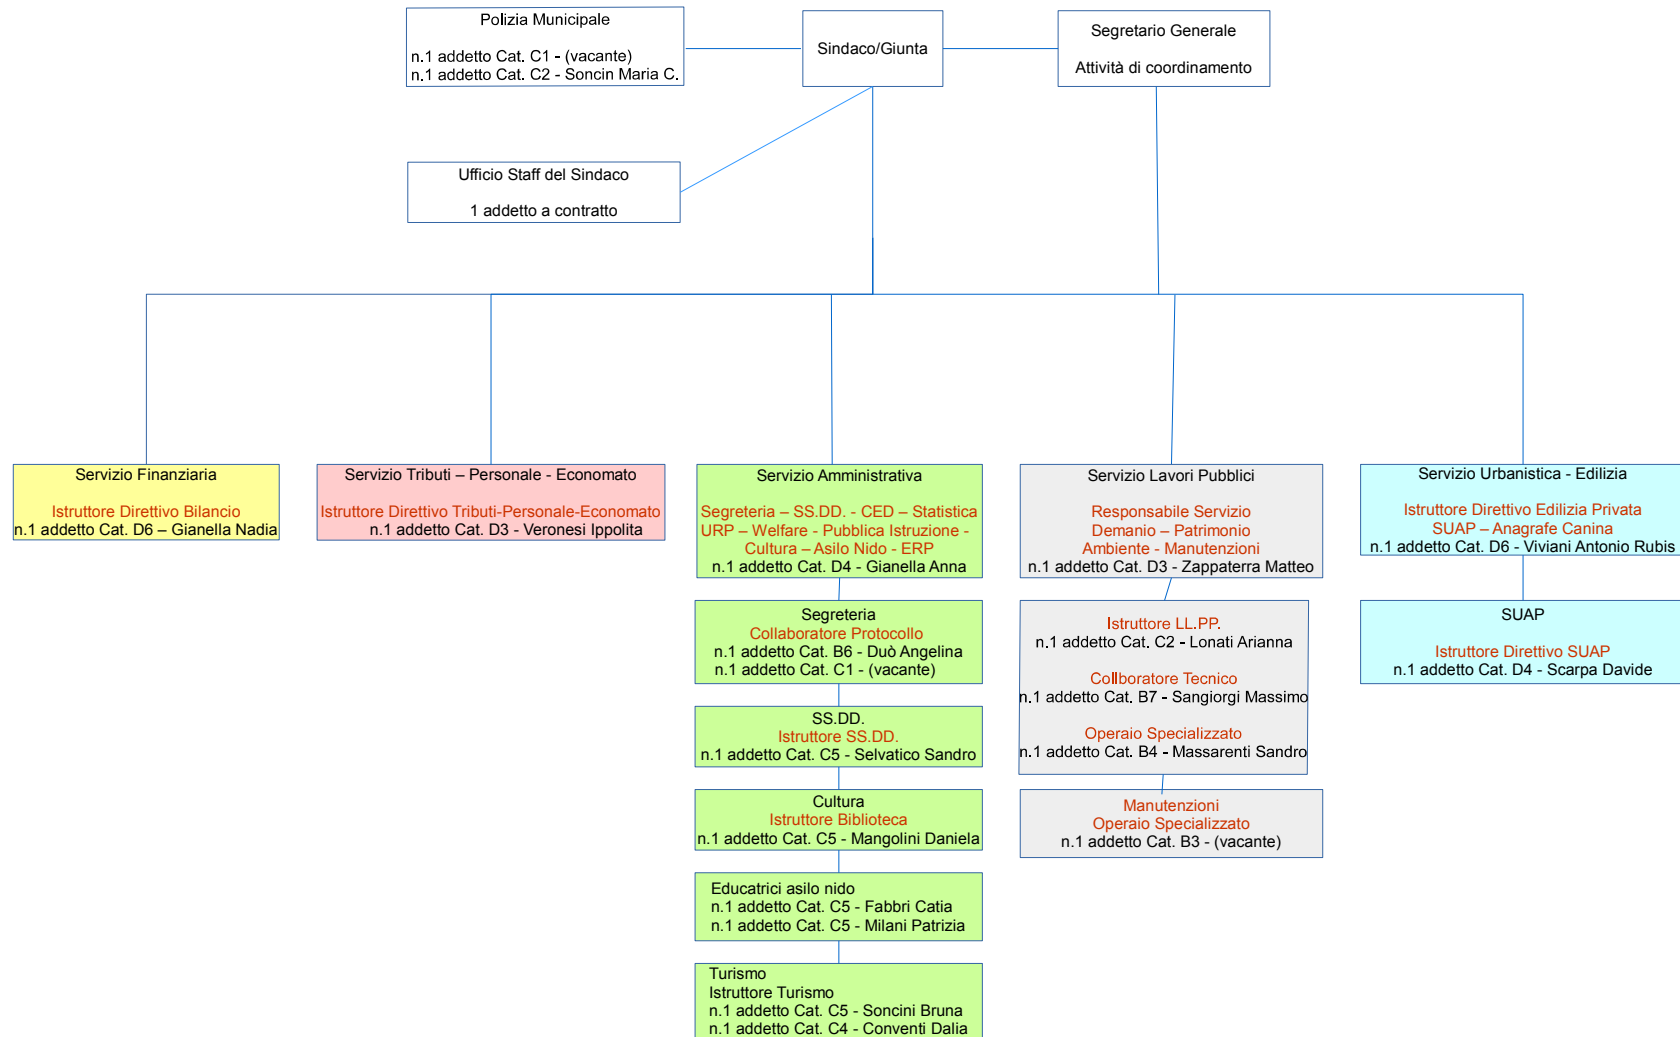 Polizia Municipale
n.1 addetto Cat. C1 - (vacante)
n.1 addetto Cat. C2 - Soncin Maria C.
Sindaco/Giunta
Segretario Generale
Attività di coordinamento
Ufficio Staff del Sindaco
1 addetto a contratto
Servizio Finanziaria
Istruttore Direttivo Bilancio
n.1 addetto Cat. D6 – Gianella Nadia
Servizio Tributi – Personale - Economato
Istruttore Direttivo Tributi-Personale-Economato
n.1 addetto Cat. D3 - Veronesi Ippolita
Servizio Amministrativa
Segreteria – SS.DD. - CED – Statistica
URP – Welfare - Pubblica Istruzione -
Cultura – Asilo Nido - ERP
n.1 addetto Cat. D4 - Gianella Anna
Segreteria
Collaboratore Protocollo
n.1 addetto Cat. B6 - Duò Angelina
n.1 addetto Cat. C1 - (vacante)
SS.DD.
Istruttore SS.DD.
n.1 addetto Cat. C5 - Selvatico Sandro
Cultura
Istruttore Biblioteca
n.1 addetto Cat. C5 - Mangolini Daniela
Educatrici asilo nido
n.1 addetto Cat. C5 - Fabbri Catia
n.1 addetto Cat. C5 - Milani Patrizia
Turismo
Istruttore Turismo
n.1 addetto Cat. C5 - Soncini Bruna
n.1 addetto Cat. C4 - Conventi Dalia
Servizio Lavori Pubblici
Responsabile Servizio
Demanio – Patrimonio
Ambiente - Manutenzioni
n.1 addetto Cat. D3 - Zappaterra Matteo
Istruttore LL.PP.
n.1 addetto Cat. C2 - Lonati Arianna
Collboratore Tecnico
n.1 addetto Cat. B7 - Sangiorgi Massimo
Operaio Specializzato
n.1 addetto Cat. B4 - Massarenti Sandro
Manutenzioni
Operaio Specializzato
n.1 addetto Cat. B3 - (vacante)
Servizio Urbanistica - Edilizia
Istruttore Direttivo Edilizia Privata
SUAP – Anagrafe Canina
n.1 addetto Cat. D6 - Viviani Antonio Rubis
SUAP
Istruttore Direttivo SUAP
n.1 addetto Cat. D4 - Scarpa Davide